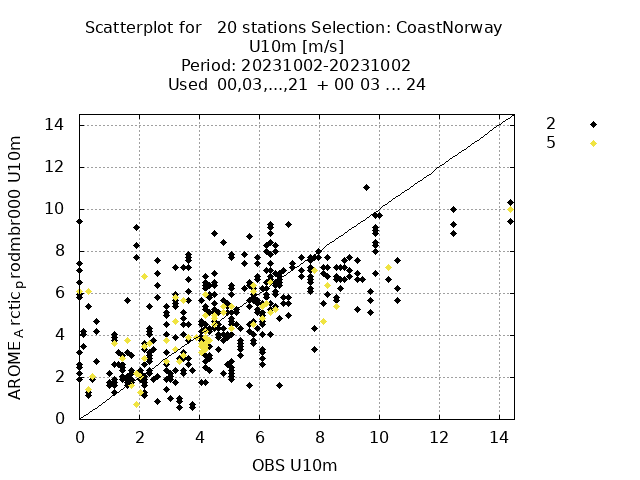 Scatterplot for 20 stations Selection: CoastNorway
U10m [m/s]
Period: 20231002-20231002
Used 00,03,...,21 + 00 03 ... 24
2
5
AROME_Arctic_prodmbr000 U10m
14
12
10
8
6
4
2
0
0 2 4 6 8 10 12 14
OBS U10m